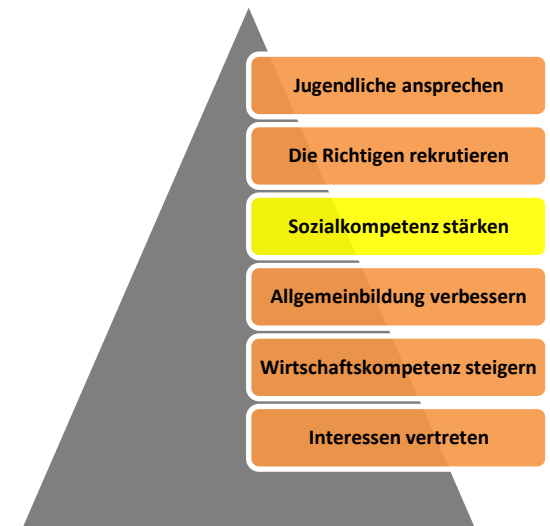 Jugendliche ansprechen
Die Richtigen rekrutieren
Sozialkompetenz stärken
Allgemeinbildung verbessern
Wirtschaftskompetenz steigern
Interessen vertreten